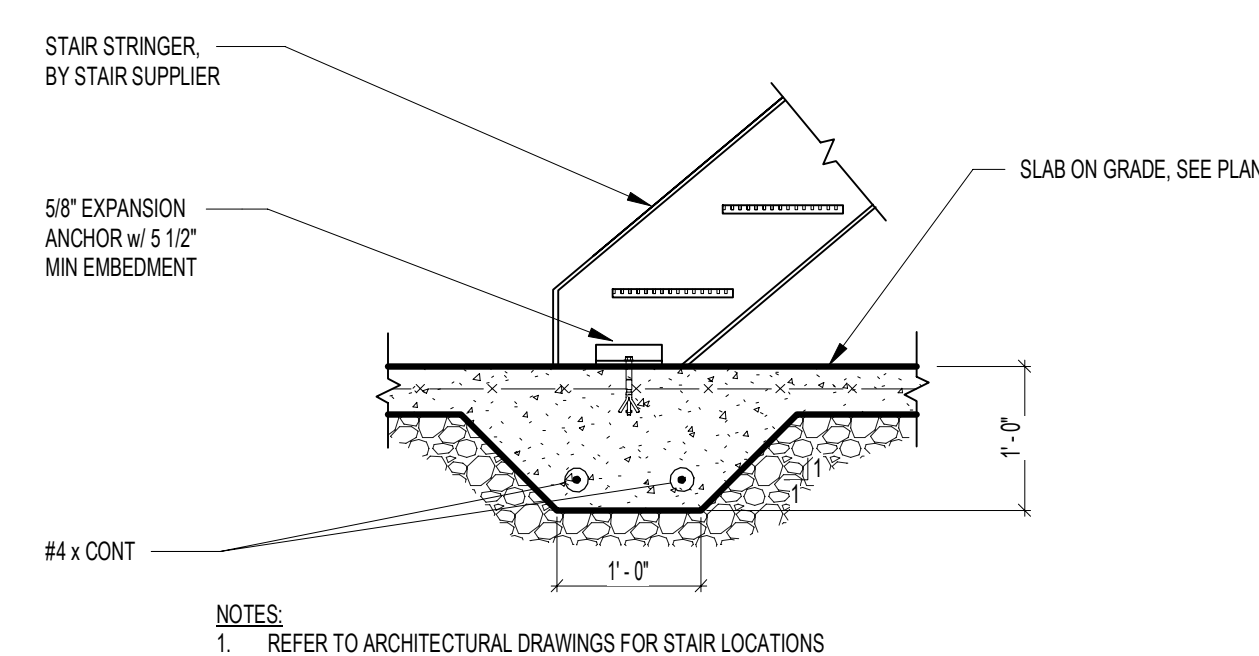 STAIR STRINGER,
BY STAIR SUPPLIER
SLAB ON GRADE, SEE PLAN
5/8" EXPANSION
ANCHOR w/ 5 1/2"
MIN EMBEDMENT
1' - 0"
1
1
#4 x CONT
1' - 0"
NOTES:
1. REFER TO ARCHITECTURAL DRAWINGS FOR STAIR LOCATIONS